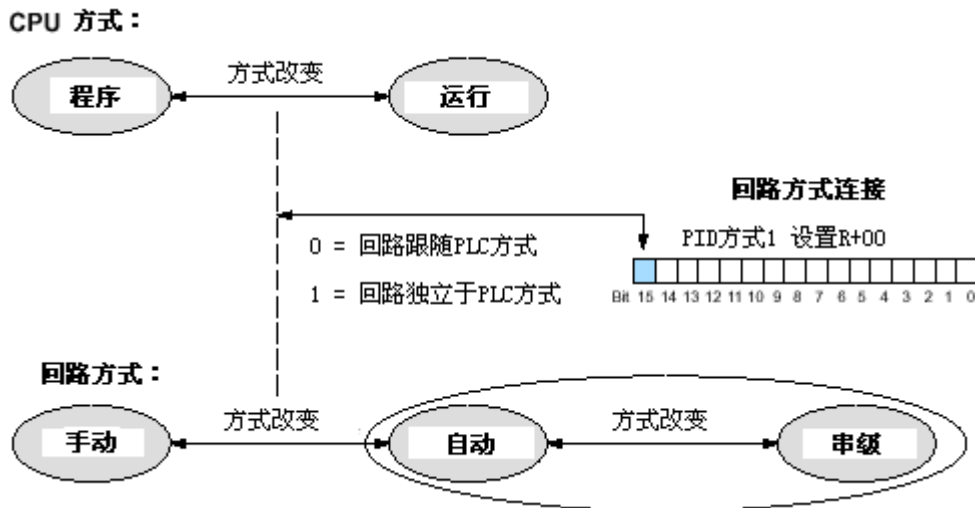 CPU 方式：
程序
方式改变
运行
回路方式连接
PID方式1 设置R+00
0 = 回路跟随PLC方式
1 = 回路独立于PLC方式
Bit 15 14 13 12 11 10 9 8 7 6 5 4 3 2 1 0
回路方式：
手动
方式改变
自动
方式改变
串级